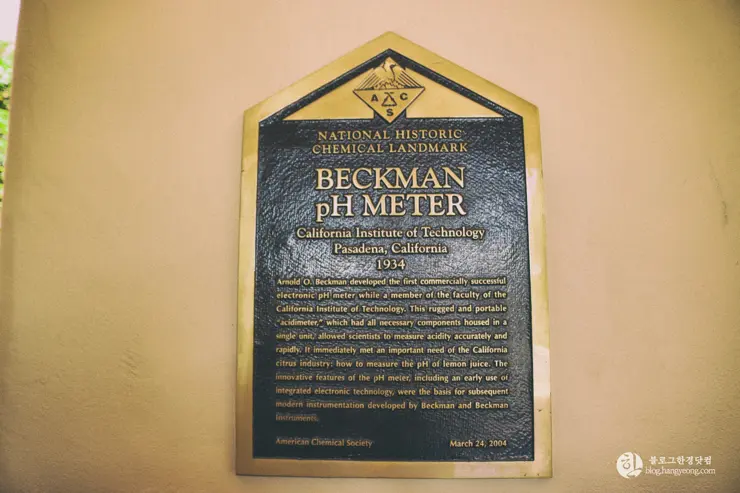 A C
S
NATIONAL HISTORIC
CHEMICAL LANDMARK
BECKMAN
pH METER
California Institute of Technology
Pasadena, California
1934
Arnold O. Beckman developed the first commercially successful
electronic pH meter while a member of the faculty of the
California Institute of Technology. This rugged and portable
"acidimeter," which had all necessary components housed in a
single unit, allowed scientists to measure acidity accurately and
rapidly. It immediately met an important need of the California
citrus industry: how to measure the pH of lemon juice. The
innovative features of the pH meter, including an early use of
integrated electronic technology, were the basis for subsequent
modern instrumentation developed by Beckman and Beckman
Instruments.
American Chemical Society March 24, 2004
한 블로그한경닷컴
blog.hangyeong.com